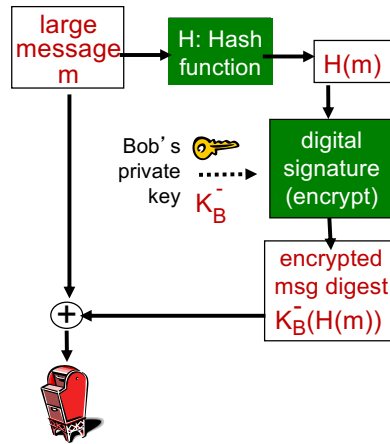 large
message
m
H: Hash
function
H(m)
Bob's
private
key
K_B^-
digital
signature
(encrypt)
encrypted
msg digest
K_B^-(H(m))
+